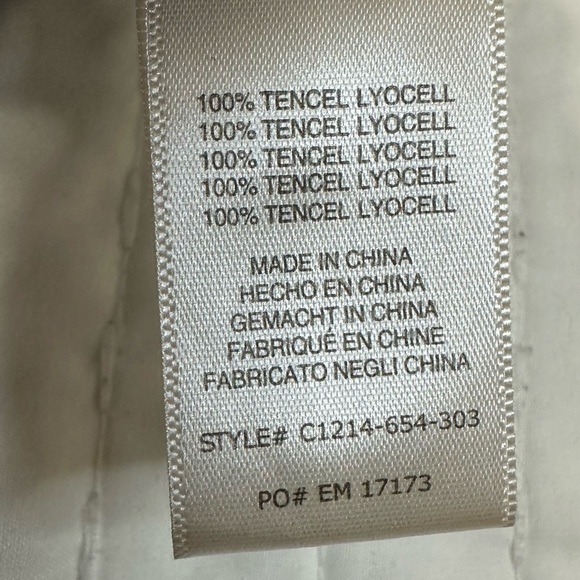 100% TENCEL LYOCELL
100% TENCEL LYOCELL
100% TENCEL LYOCELL
100% TENCEL LYOCELL
100% TENCEL LYOCELL
MADE IN CHINA
HECHO EN CHINA
GEMACHT IN CHINA
FABRIQUÉ EN CHINE
FABRICATO NEGLI CHINA
STYLE# C1214-654-303
PO# EM 17173